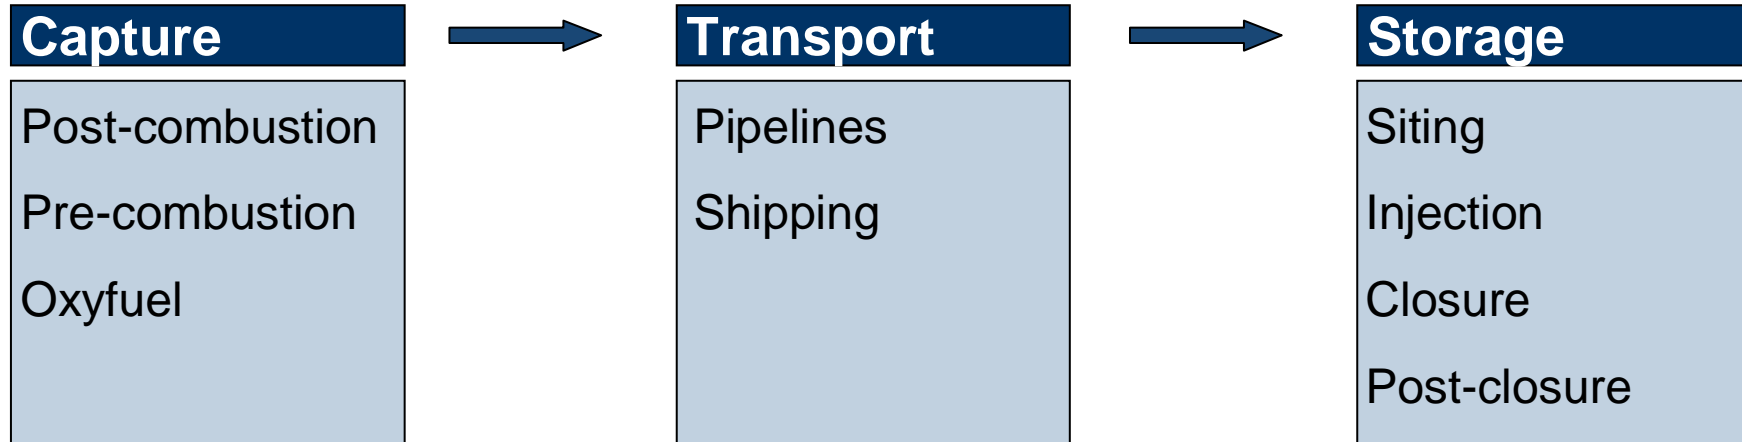 Capture
Post-combustion
Pre-combustion
Oxyfuel
Transport
Pipelines
Shipping
Storage
Siting
Injection
Closure
Post-closure